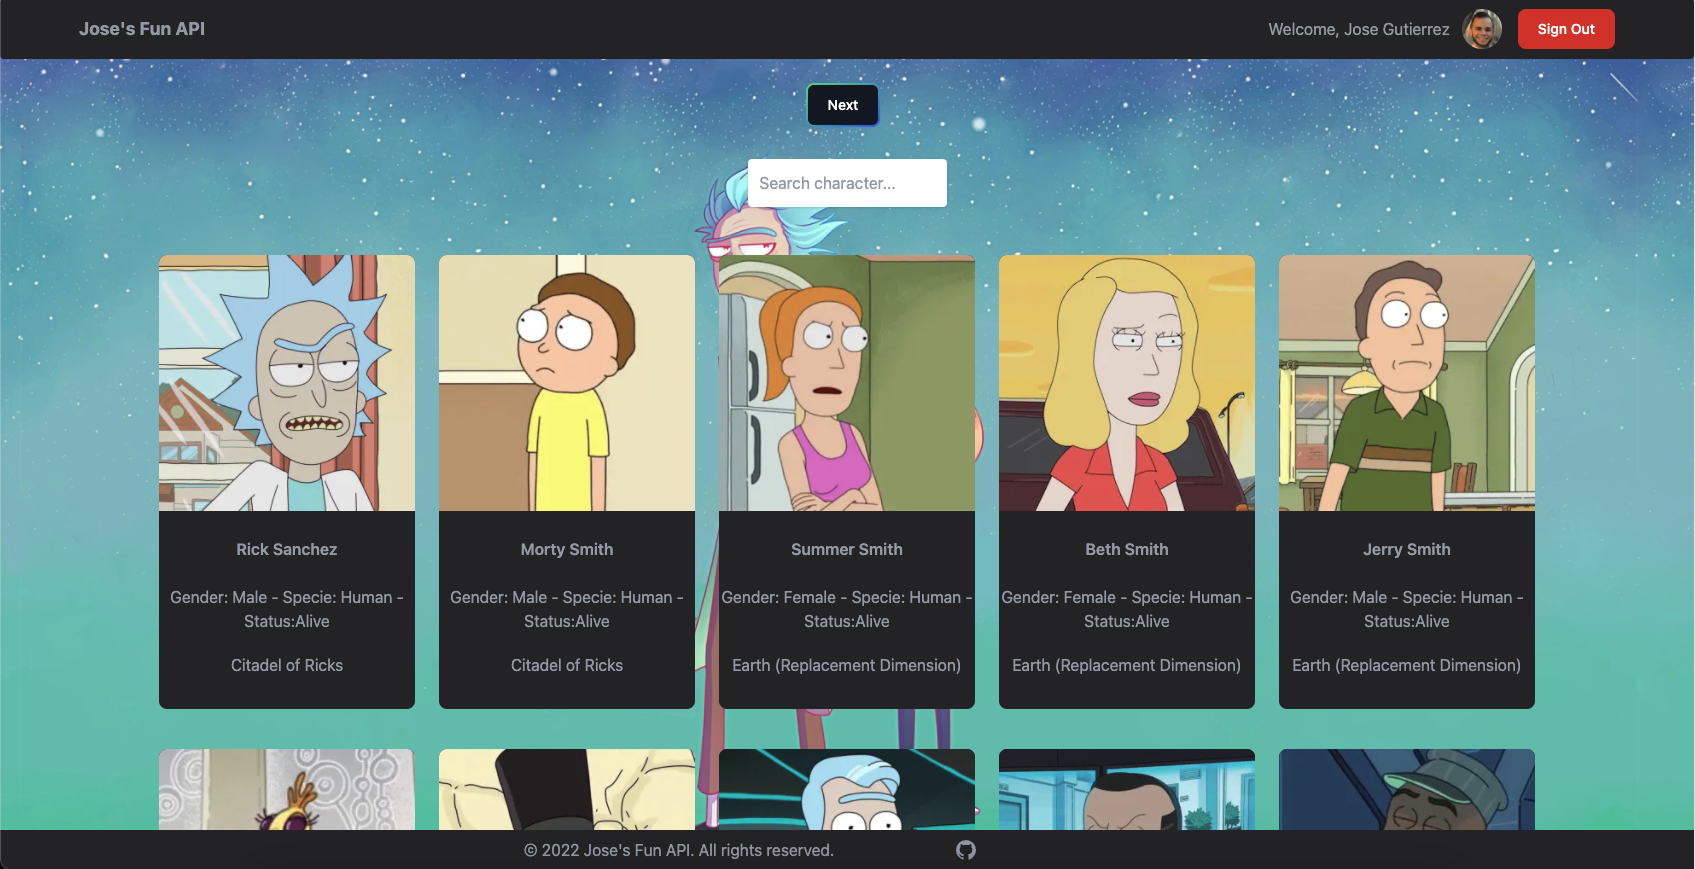 Jose's Fun API
Welcome, Jose Gutierrez
Sign Out
Next
Search character...
Rick Sanchez
Gender: Male - Specie: Human -
Status:Alive
Citadel of Ricks
Morty Smith
Gender: Male - Specie: Human -
Status:Alive
Citadel of Ricks
Summer Smith
Gender: Female - Specie: Human -
Status:Alive
Earth (Replacement Dimension)
Beth Smith
Gender: Female - Specie: Human -
Status:Alive
Earth (Replacement Dimension)
Jerry Smith
Gender: Male - Specie: Human -
Status:Alive
Earth (Replacement Dimension)
© 2022 Jose's Fun API. All rights reserved.